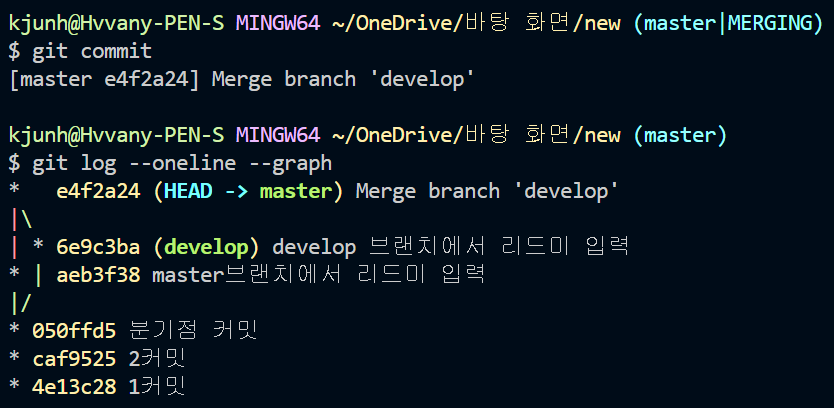 kjunh@Hvvany-PEN-S MINGW64 ~/OneDrive/바탕 화면/new (master|MERGING)
$ git commit
[master e4f2a24] Merge branch 'develop'

kjunh@Hvvany-PEN-S MINGW64 ~/OneDrive/바탕 화면/new (master)
$ git log --oneline --graph
*   e4f2a24 (HEAD -> master) Merge branch 'develop'
|\
| * 6e9c3ba (develop) develop 브랜치에서 리드미 입력
* | aeb3f38 master브랜치에서 리드미 입력
|/
* 050ffd5 분기점 커밋
* caf9525 2커밋
* 4e13c28 1커밋